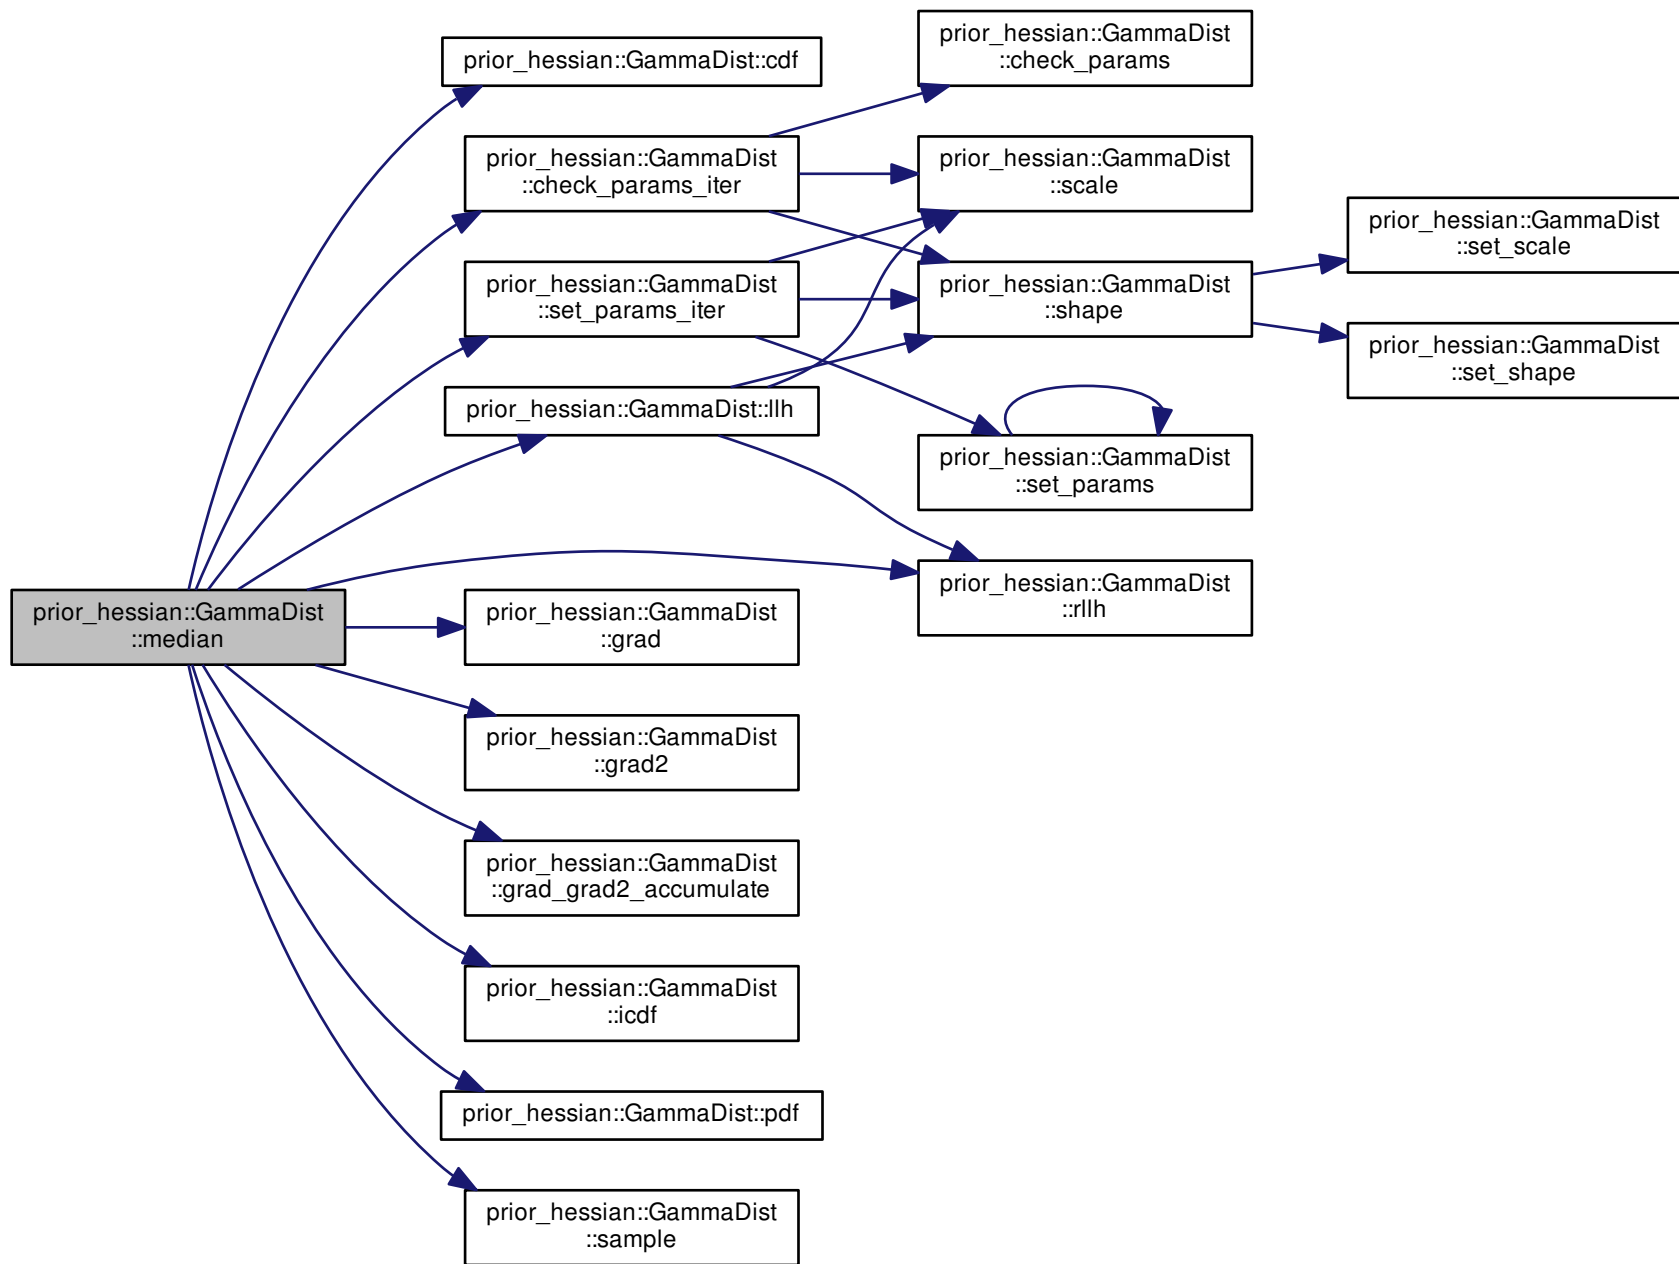 prior_hessian::GammaDist
::median
prior_hessian::GammaDist::cdf
prior_hessian::GammaDist
::check_params_iter
prior_hessian::GammaDist
::set_params_iter
prior_hessian::GammaDist::llh
prior_hessian::GammaDist
::grad
prior_hessian::GammaDist
::grad2
prior_hessian::GammaDist
::grad_grad2_accumulate
prior_hessian::GammaDist
::icdf
prior_hessian::GammaDist::pdf
prior_hessian::GammaDist
::sample
prior_hessian::GammaDist
::check_params
prior_hessian::GammaDist
::scale
prior_hessian::GammaDist
::shape
prior_hessian::GammaDist
::set_params
prior_hessian::GammaDist
::rllh
prior_hessian::GammaDist
::set_scale
prior_hessian::GammaDist
::set_shape